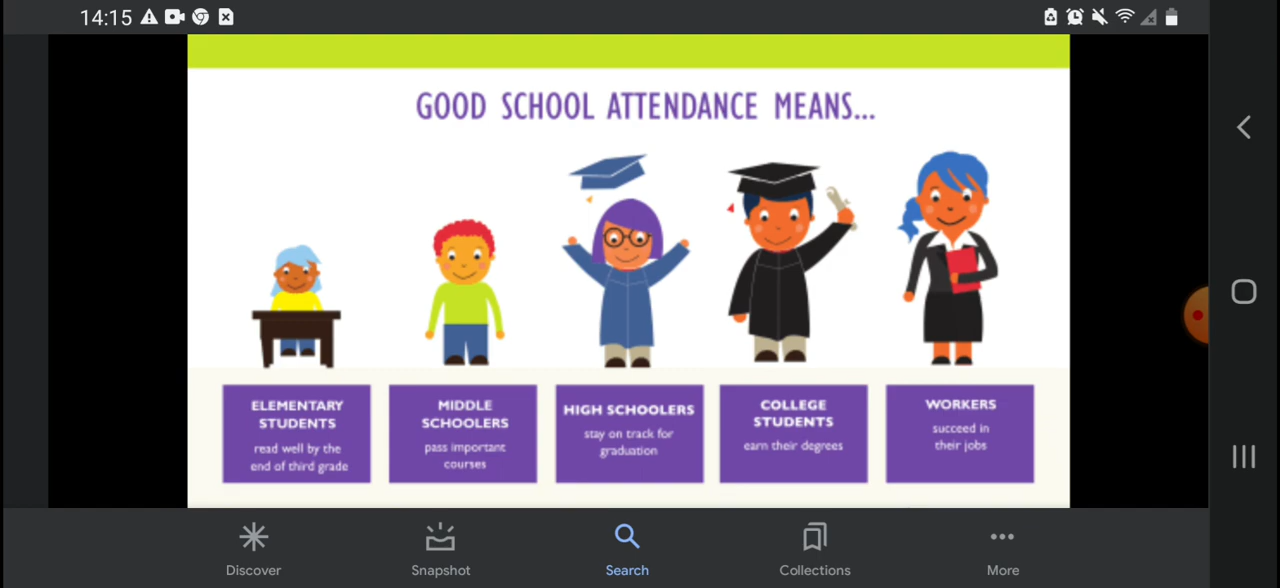 14:15
GOOD SCHOOL ATTENDANCE MEANS...
ELEMENTARY
STUDENTS
read well by the
end of third grade
MIDDLE
SCHOOLERS
pass important
courses
HIGH SCHOOLERS
stay on track for
graduation
COLLEGE
STUDENTS
earn their degrees
WORKERS
succeed in
their jobs
Discover
Snapshot
Search
Collections
More